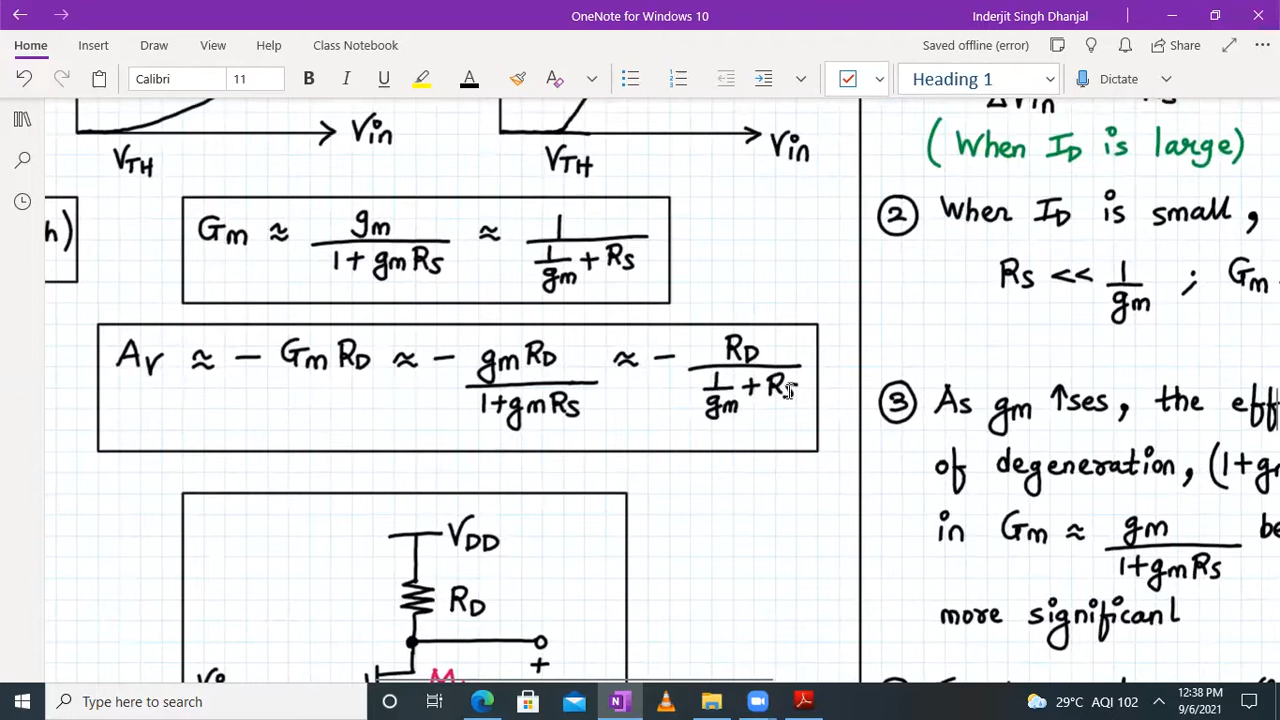 OneNote for Windows 10
Inderjit Singh Dhanjal
Home Insert Draw View Help Class Notebook
Saved offline (error)
Share
Calibri 11 B I U A Heading 1 Dictate
Vin
VTH
Vin
VTH
(When ID is large)
② When ID is small,
Rs << 1/gm ; Gm
Gm ≈ gm/(1+gmRs) ≈ 1/(1/gm + Rs)
Av ≈ - GmRD ≈ - gmRD/(1+gmRs) ≈ - RD/(1/gm + Rs)
③ As gm ↑ses, the
of degeneration,
in Gm ≈ gm/(1+gmRs)
more significant
VDD
RD
+
Type here to search
29°C AQI 102
12:38 PM
9/6/2021